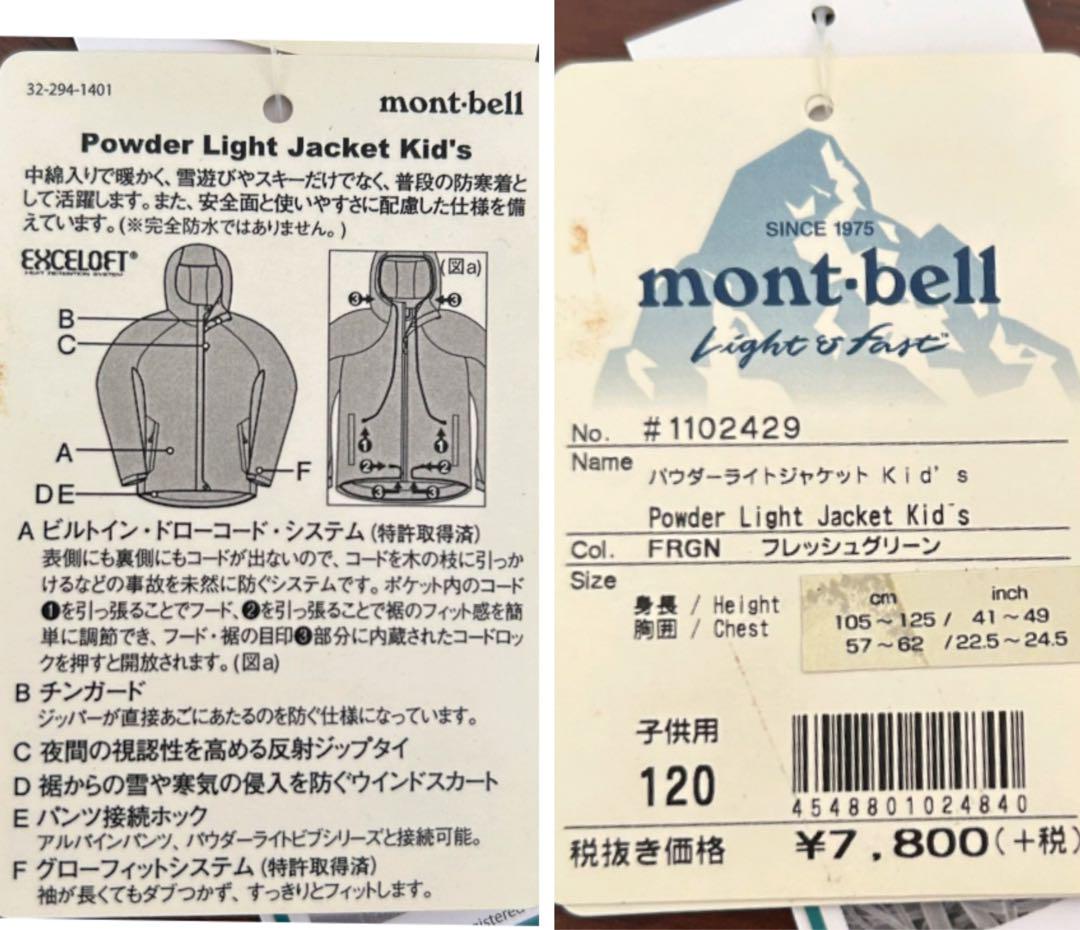 32-294-1401
mont-bell
Powder Light Jacket Kid's
中綿入りで暖かく、雪遊びやスキーだけでなく、普段の防寒着と
して活躍します。また、安全面と使いやすさに配慮した仕様を備
えています。(※完全防水ではありません。)
EXCELOFT®
(図a)
B
C
A
D E
F
❸
❸
❶
❶
❷
❷
❸
❸
A ビルトイン・ドローコード・システム (特許取得済)
表側にも裏側にもコードが出ないので、コードを木の枝に引っか
けるなどの事故を未然に防ぐシステムです。ポケット内のコード
❶を引っ張ることでフード、❷を引っ張ることで裾のフィット感を簡
単に調節でき、フード・裾の目印❸部分に内蔵されたコードロッ
クを押すと開放されます。(図a)
B チンガード
ジッパーが直接あごにあたるのを防ぐ仕様になっています。
C 夜間の視認性を高める反射ジップタイ
D 裾からの雪や寒気の侵入を防ぐウインドスカート
E パンツ接続ホック
アルパインパンツ、パウダーライトビブシリーズと接続可能。
F グローフィットシステム (特許取得済)
袖が長くてもダブつかず、すっきりとフィットします。
istered
SINCE 1975
mont-bell
Light & Fast™
No. #1102429
Name パウダーライトジャケット Kid's
Powder Light Jacket Kid's
Col. FRGN フレッシュグリーン
Size
cm inch
身長 / Height 105~125 / 41~49
胸囲 / Chest 57~62 / 22.5~24.5
子供用
120
4548801024840
税抜き価格 ¥7,800(+税)